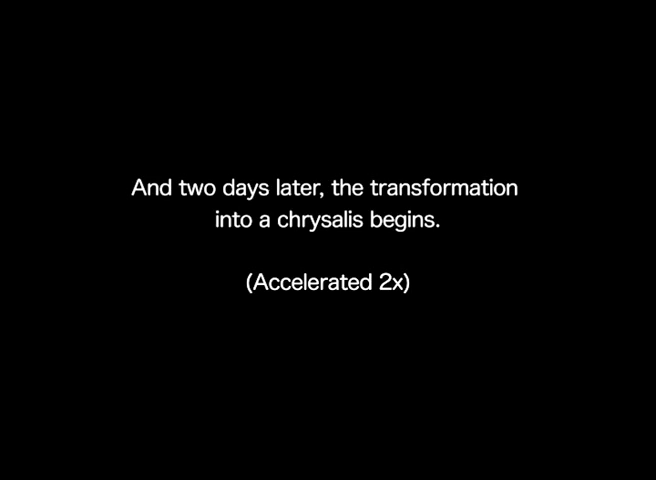 And two days later, the transformation
into a chrysalis begins.
(Accelerated 2x)